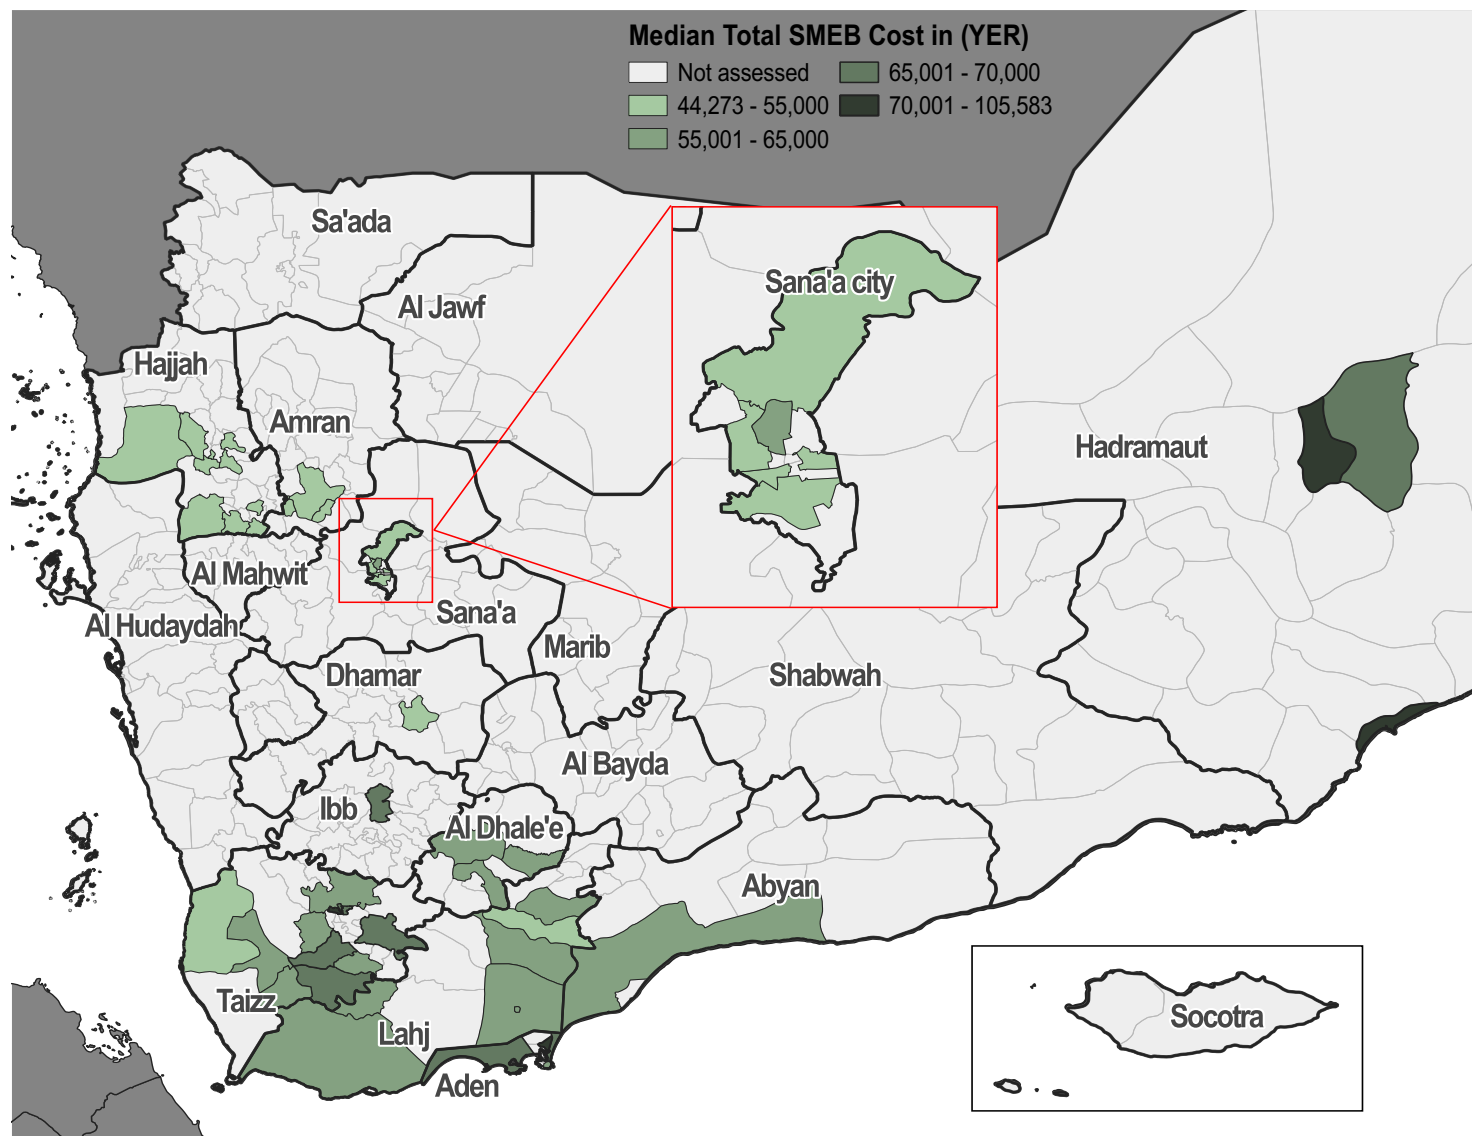 Median Total SMEB Cost in (YER)
Not assessed
65,001 - 70,000
44,273 - 55,000
70,001 - 105,583
55,001 - 65,000
Sa'ada
Al Jawf
Sana'a city
Hajjah
Amran
Hadramaut
Al Mahwit
Sana'a
Al Hudaydah
Marib
Dhamar
Shabwah
Al Bayda
Ibb
Al Dhale'e
Abyan
Taizz
Lahj
Socotra
Aden